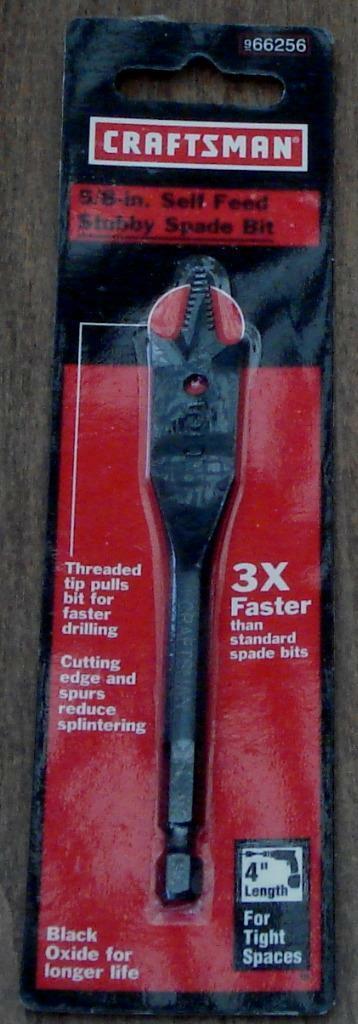 966256
CRAFTSMAN®
5/8-in. Self Feed
Stubby Spade Bit
Threaded
tip pulls
bit for
faster
drilling
Cutting
edge and
spurs
reduce
splintering
3X
Faster
than
standard
spade bits
CRAFTSMAN
4"
Length
For
Tight
Spaces
Black
Oxide for
longer life